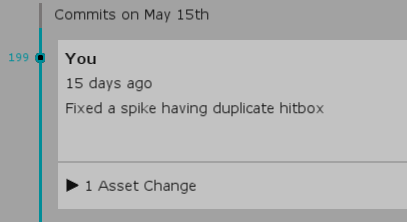 Commits on May 15th
199
You
15 days ago
Fixed a spike having duplicate hitbox
1 Asset Change